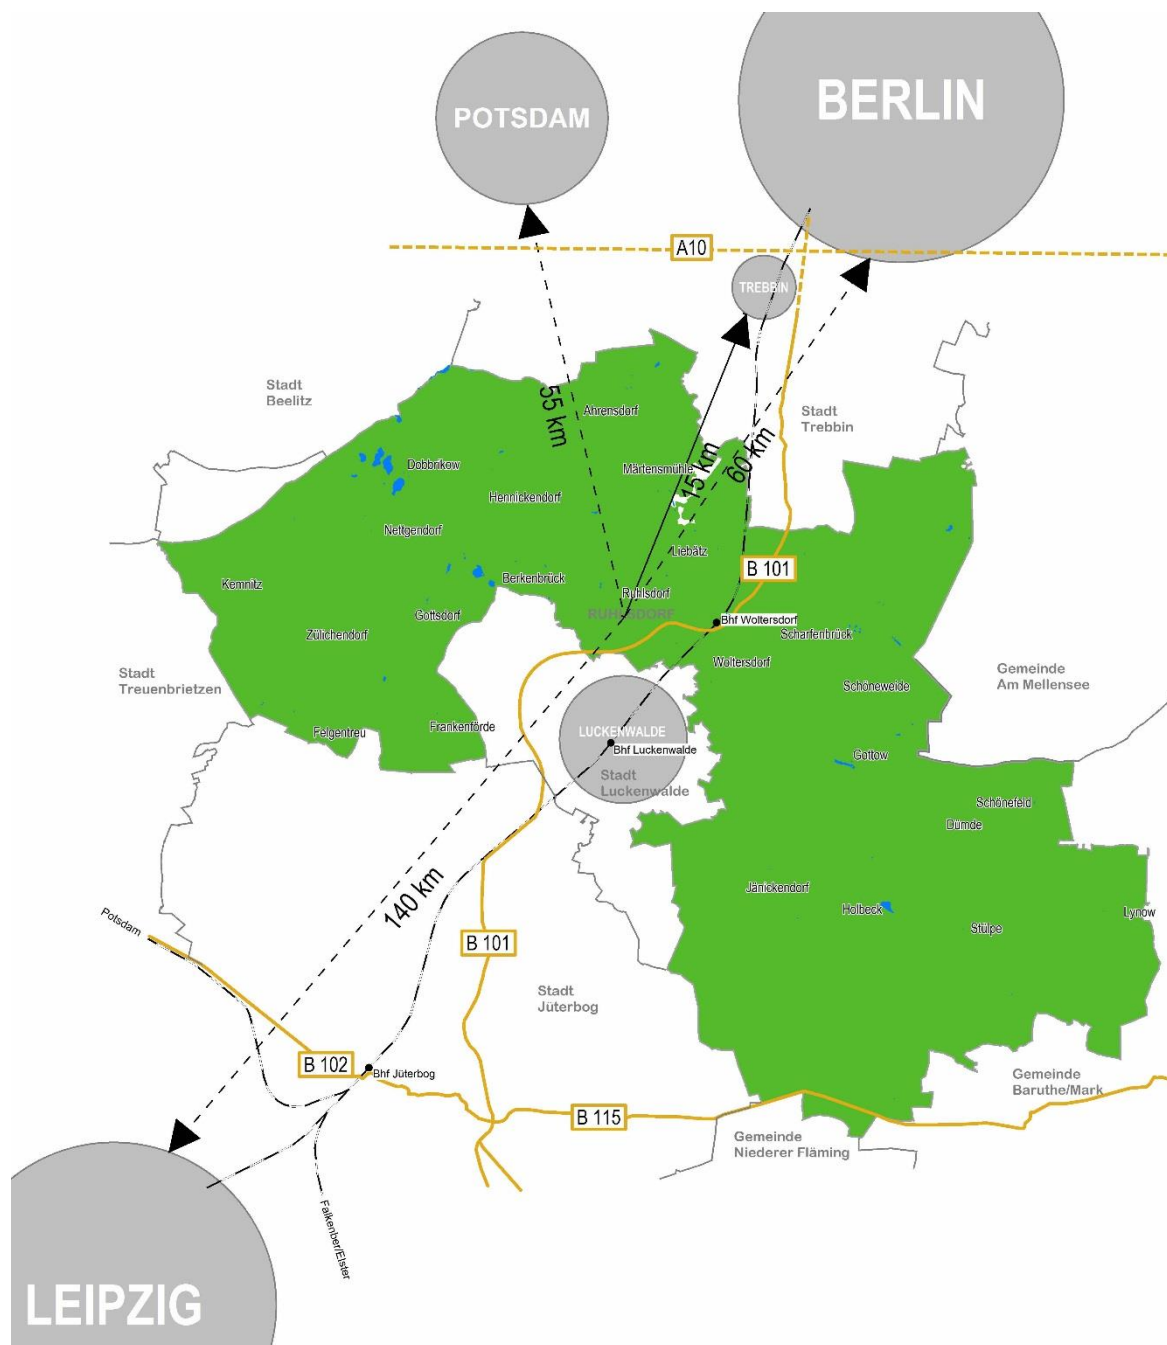 BERLIN
POTSDAM
A10
TREBBIN
Stadt
Beelitz
55 km
Ahrensdorf
Stadt
Trebbin
60 km
15 km
Dobbrikow
Märtensmühle
Hennickendorf
Nettgendorf
Liebätz
B 101
Kemnitz
Berkenbrück
Ruhlsdorf
RUHLSDORF
Gottsdorf
Bhf Woltersdorf
Zülichendorf
Scharfenbrück
Woltersdorf
Stadt
Treuenbrietzen
Gemeinde
Am Mellensee
Schöneweide
Felgentreu
Frankenförde
LUCKENWALDE
Bhf Luckenwalde
Gottow
Stadt
Luckenwalde
Schönefeld
Dümde
140 km
Jänickendorf
Holbeck
Lynow
Stülpe
Potsdam
B 101
Stadt
Jüterbog
B 102
Bhf Jüterbog
Gemeinde
Baruthe/Mark
B 115
Gemeinde
Niederer Fläming
Falkenber/Elster
LEIPZIG